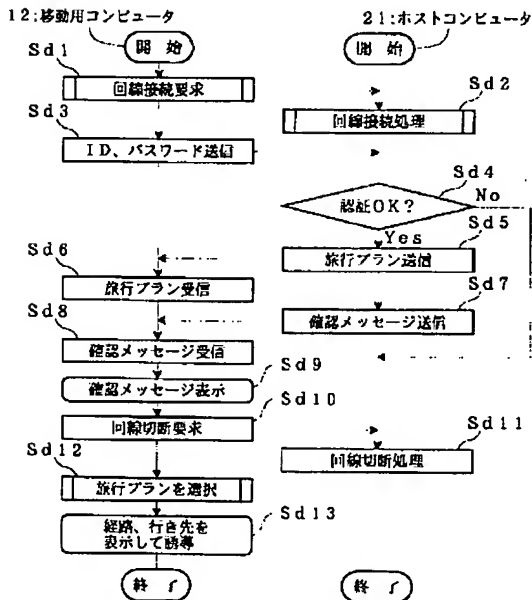 12:移動用コンピュータ
21:ホストコンピュータ
開 始
開 始
Sd1
回線接続要求
Sd2
回線接続処理
Sd3
ID、パスワード送信
Sd4
認証OK?
No
Yes
Sd5
旅行プラン送信
Sd6
旅行プラン受信
Sd7
確認メッセージ送信
Sd8
確認メッセージ受信
Sd9
確認メッセージ表示
Sd10
回線切断要求
Sd11
回線切断処理
Sd12
旅行プランを選択
Sd13
経路、行き先を
表示して誘導
終 了
終 了